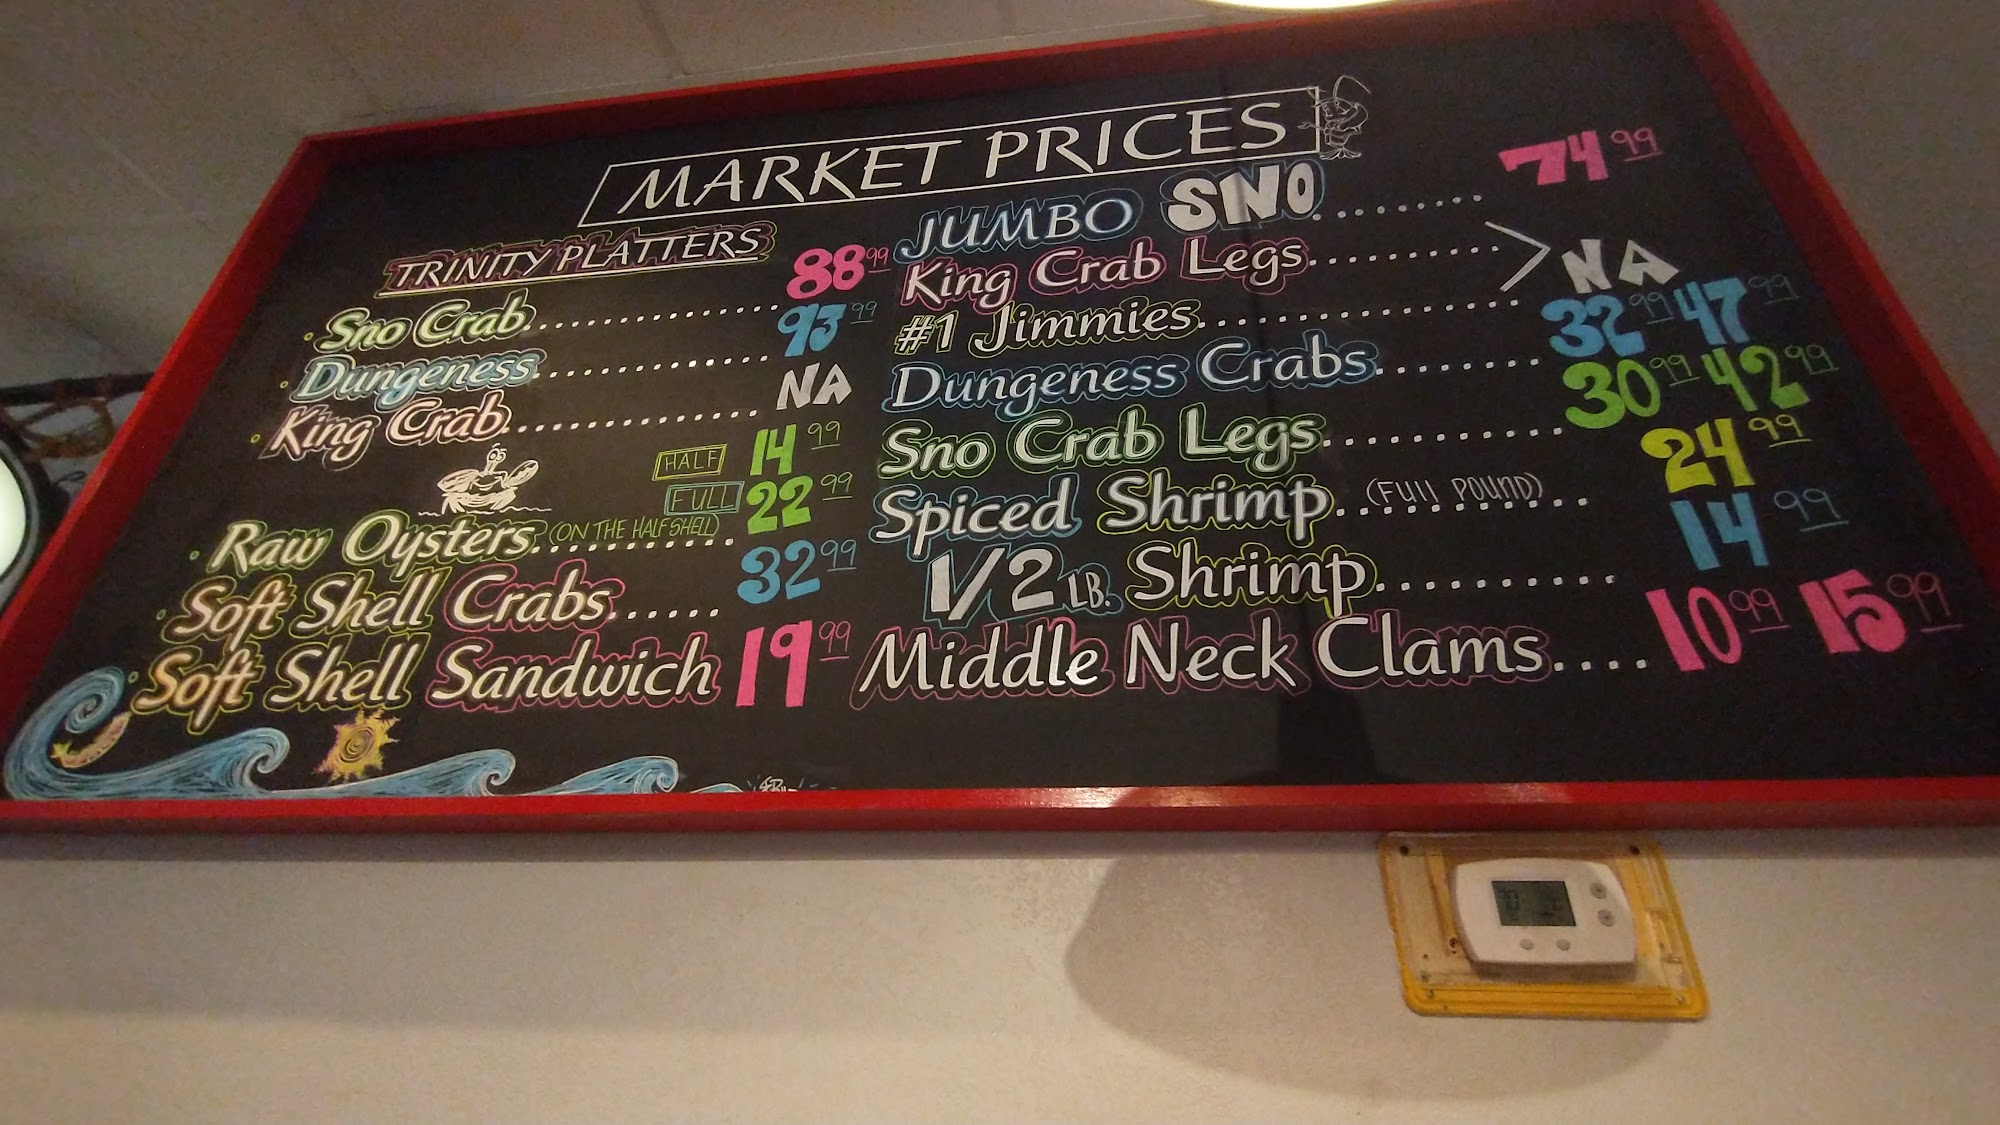 MARKET PRICES
TRINITY PLATTERS
Sno Crab.................. 88 99
Dungeness............ 93 99
King Crab............. NA
HALF 14 99
FULL 22 99
Raw Oysters (ON THE HALF SHELL)
Soft Shell Crabs...... 32 99
Soft Shell Sandwich 19 99
JUMBO SNO......... 74 99
King Crab Legs.......... NA
#1 Jimmies.................
Dungeness Crabs........ 32 99 47 99
Sno Crab Legs............ 30 99 42 99
Spiced Shrimp (FUll POUND) 24 99
1/2 LB. Shrimp........... 14 99
Middle Neck Clams.... 10 99 15 99